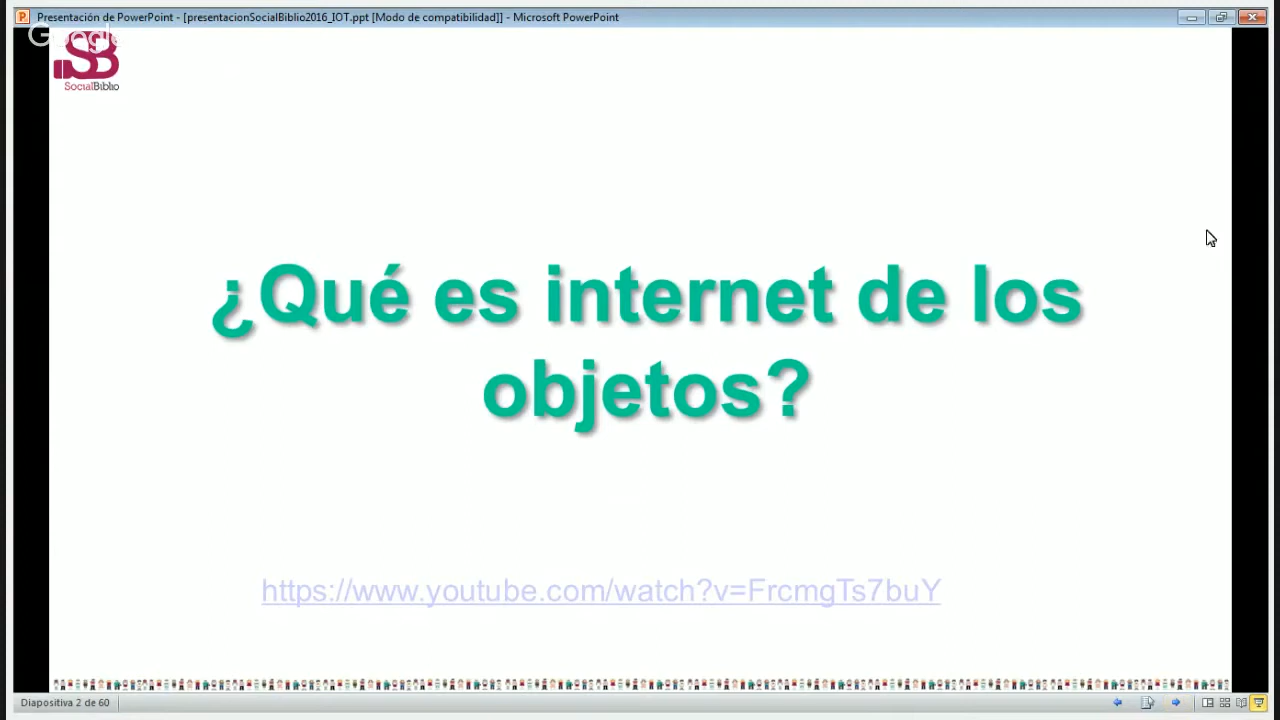 Presentación de PowerPoint - [presentacionSocialBiblio2016_IOT.ppt [Modo de compatibilidad]] - Microsoft PowerPoint
Google
SB
SocialBiblio
¿Qué es internet de los
objetos?
https://www.youtube.com/watch?v=FrcmgTs7buY
Diapositiva 2 de 60